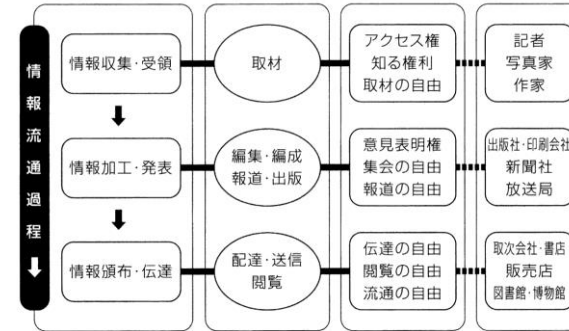 情報流通過程
情報収集・受領
取材
アクセス権
知る権利
取材の自由
記者
写真家
作家
情報加工・発表
編集・編成
報道・出版
意見表明権
集会の自由
報道の自由
出版社・印刷会社
新聞社
放送局
情報頒布・伝達
配達・送信
閲覧
伝達の自由
閲覧の自由
流通の自由
取次会社・書店
販売店
図書館・博物館